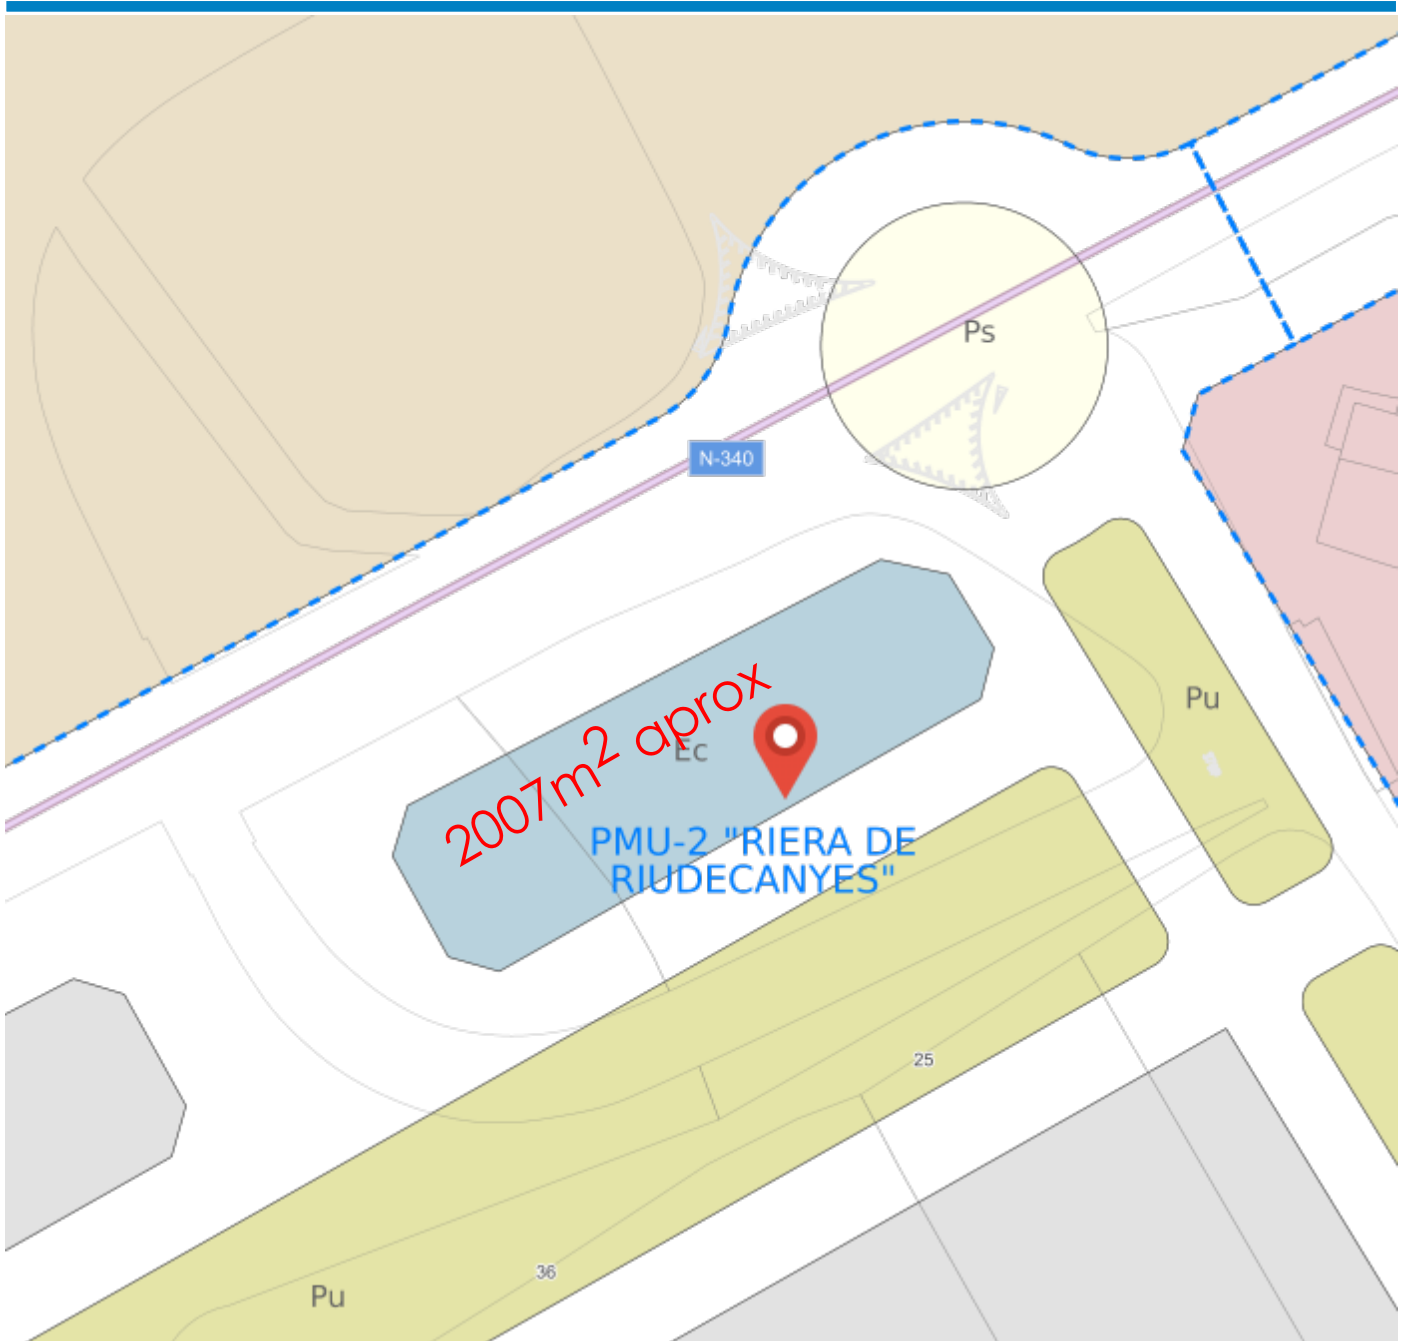 Ps
N-340
Pu
2007m² aprox
Ec
PMU-2 "RIERA DE
RIUDECANYES"
25
36
Pu